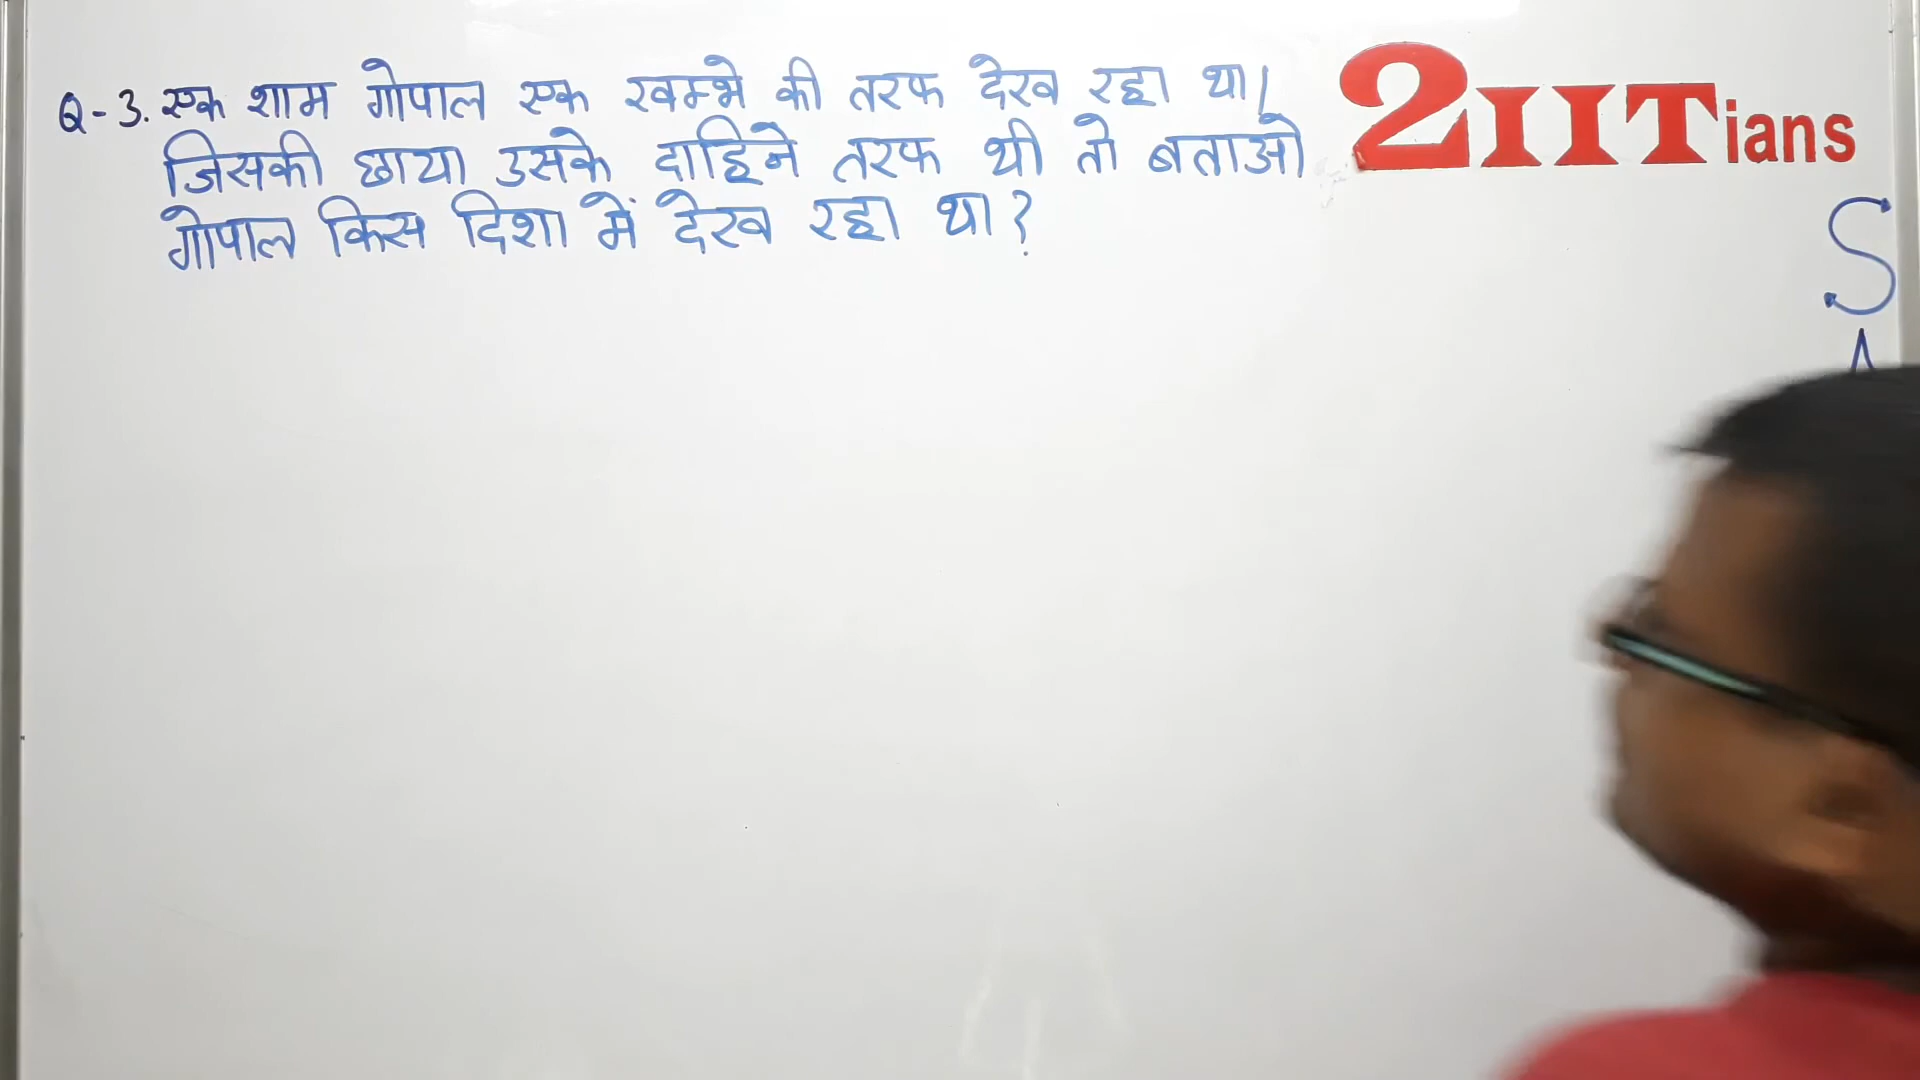 Q-3. एक शाम गोपाल एक खम्भे की तरफ देख रहा था।
जिसकी छाया उसके दाहिने तरफ थी तो बताओ
गोपाल किस दिशा में देख रहा था?
2IITians
S